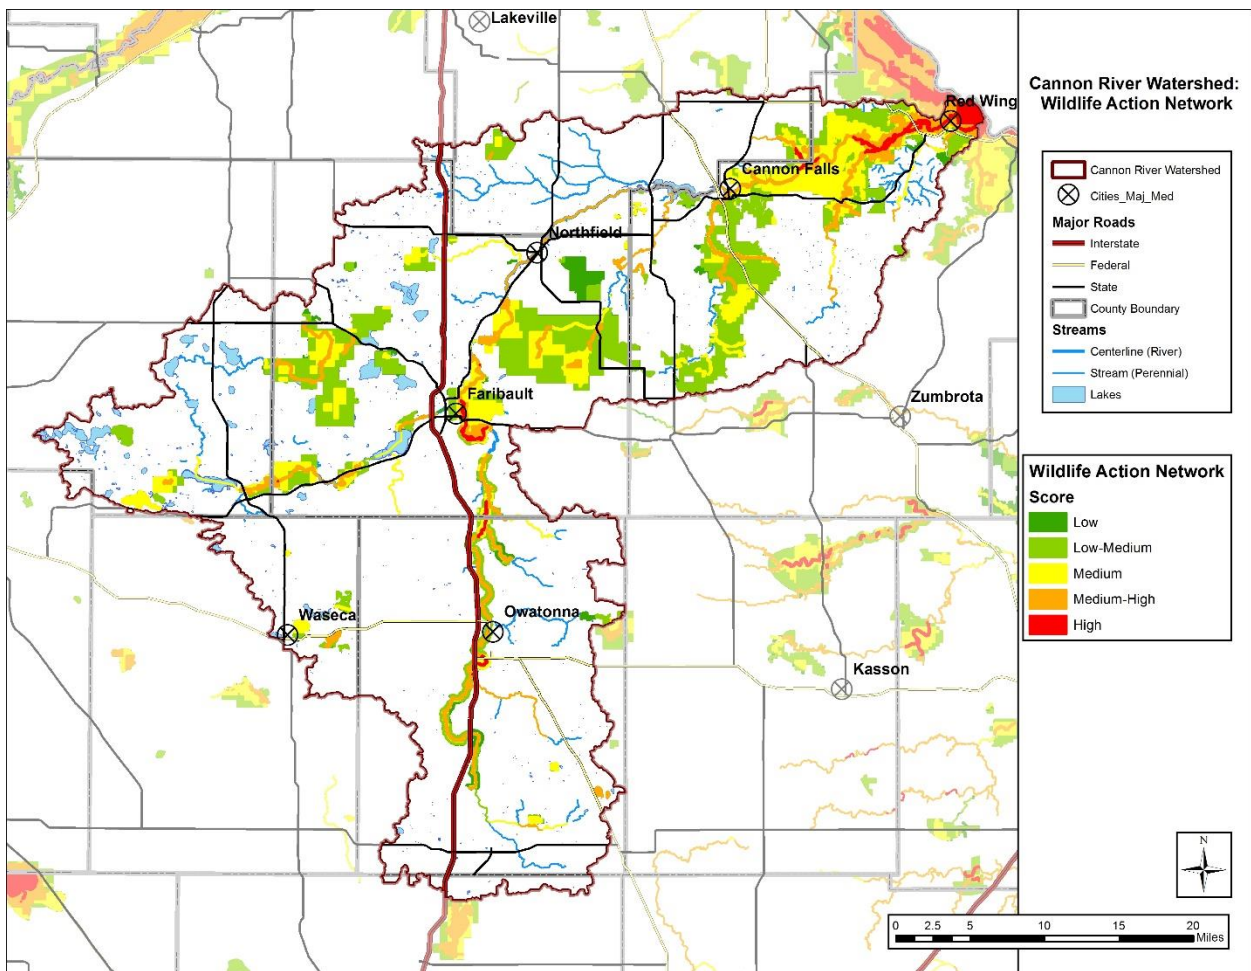 Lakeville
Red Wing
Cannon Falls
Northfield
Faribault
Zumbrota
Waseca
Owatonna
Kasson
Cannon River Watershed:
Wildlife Action Network
Cannon River Watershed
Cities_Maj_Med
Major Roads
Interstate
Federal
State
County Boundary
Streams
Centerline (River)
Stream (Perennial)
Lakes
Wildlife Action Network
Score
Low
Low-Medium
Medium
Medium-High
High
N
0 2.5 5 10 15 20
Miles